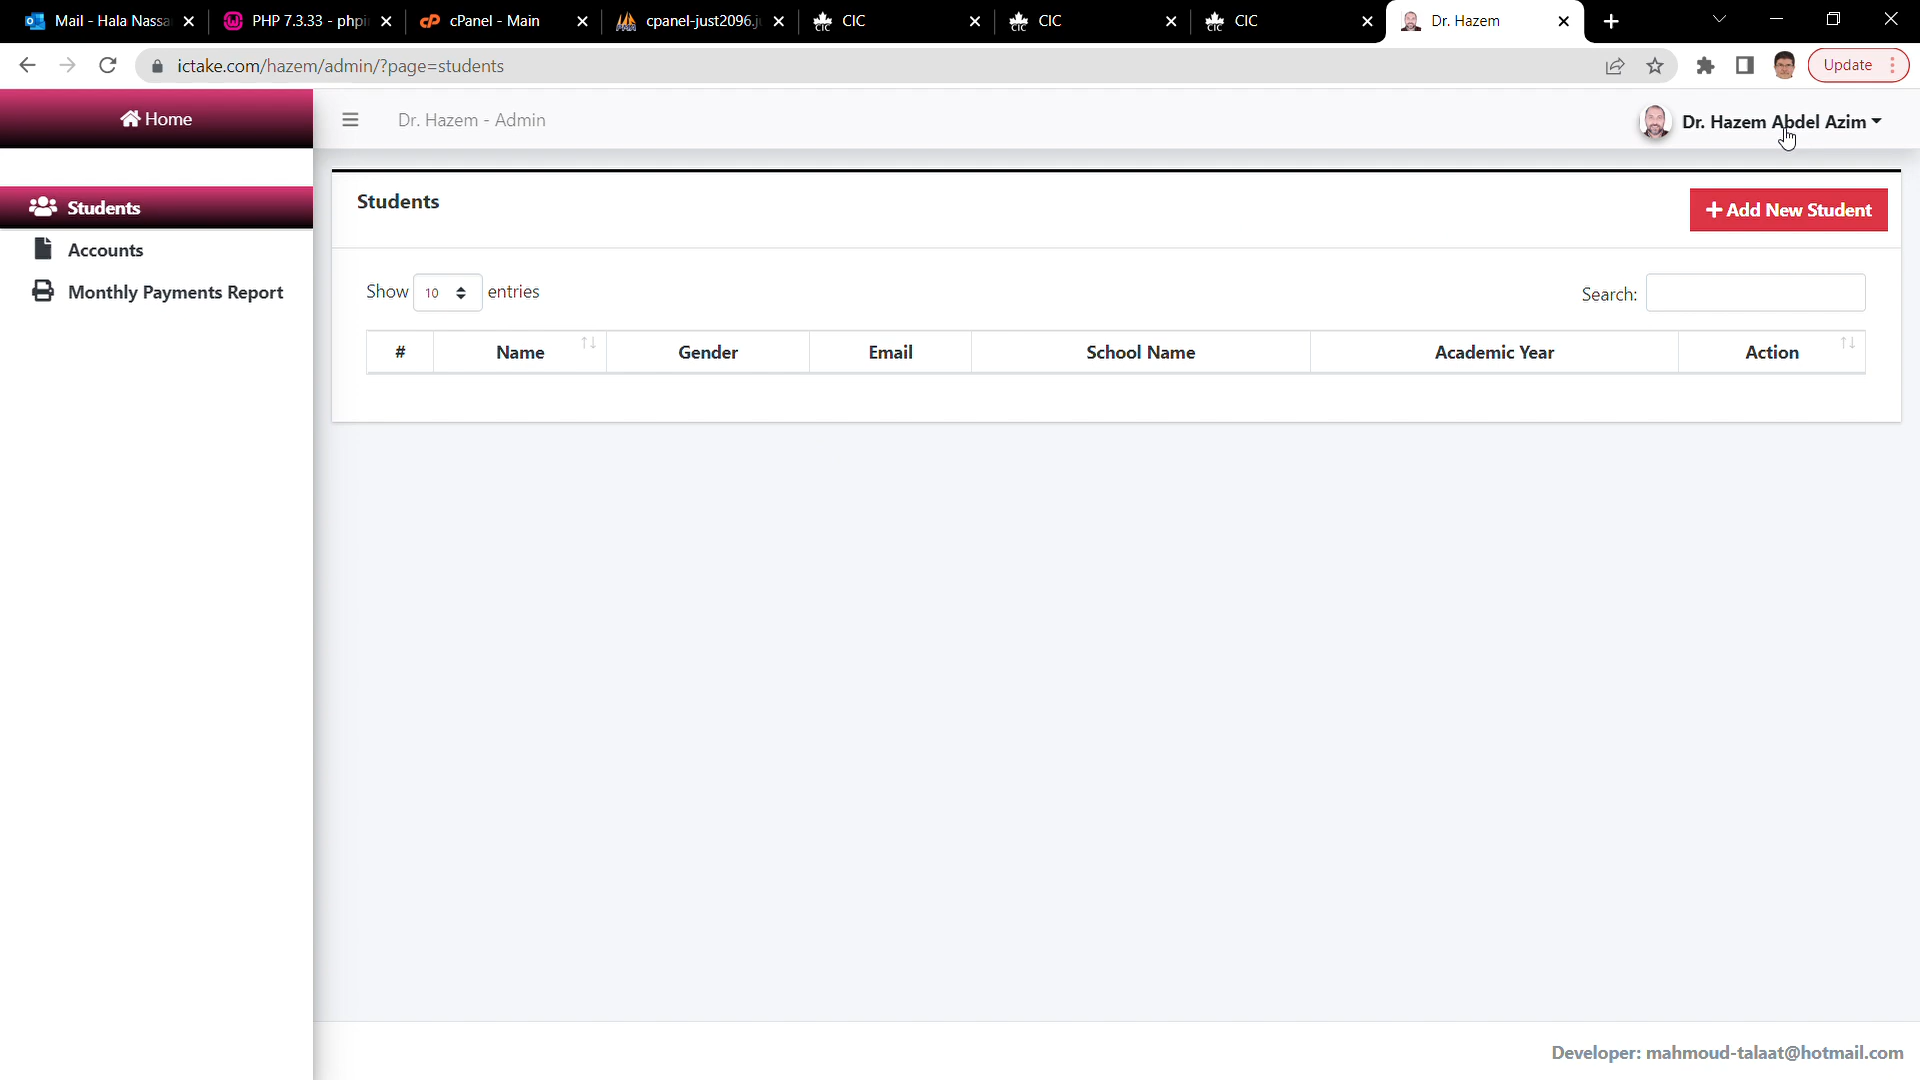 Mail - Hala Nassa
PHP 7.3.33 - phpi
cPanel - Main
cpanel-just2096.j
CIC
CIC
CIC
Dr. Hazem
ictake.com/hazem/admin/?page=students
Update
Home
Dr. Hazem - Admin
Dr. Hazem Abdel Azim
Students
Accounts
Monthly Payments Report
Students
+ Add New Student
Show 10 entries
Search:
# Name Gender Email School Name Academic Year Action
Developer: mahmoud-talaat@hotmail.com